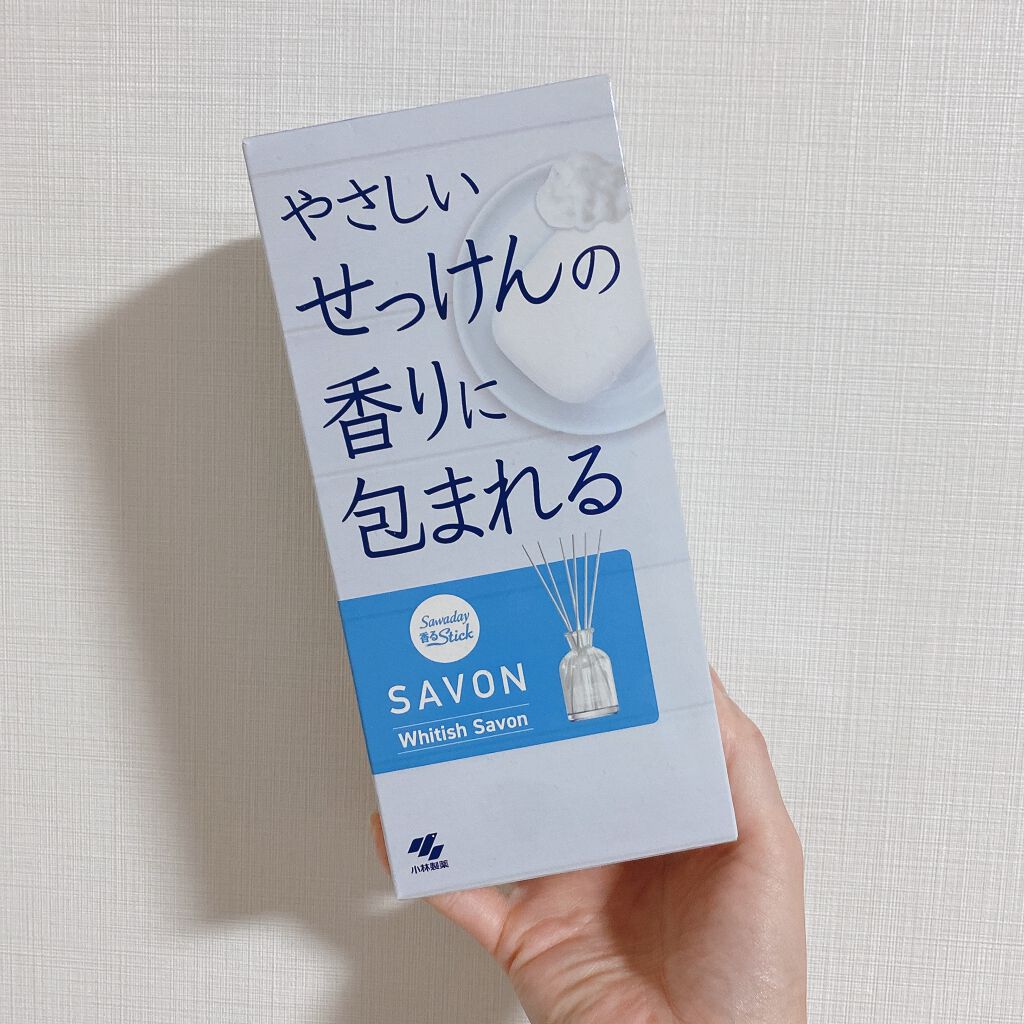 やさしい
せっけんの
香りに
包まれる
Sawaday
香るStick
SAVON
Whitish Savon
小林製薬